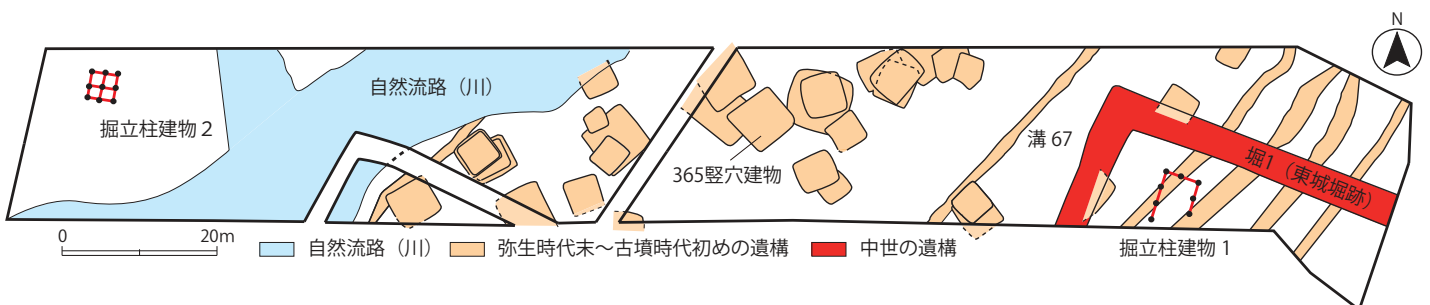 N
自然流路（川）
掘立柱建物 2
365竪穴建物
溝 67
堀1（東城堀跡）
掘立柱建物 1
0 20m
自然流路（川） 弥生時代末～古墳時代初めの遺構 中世の遺構